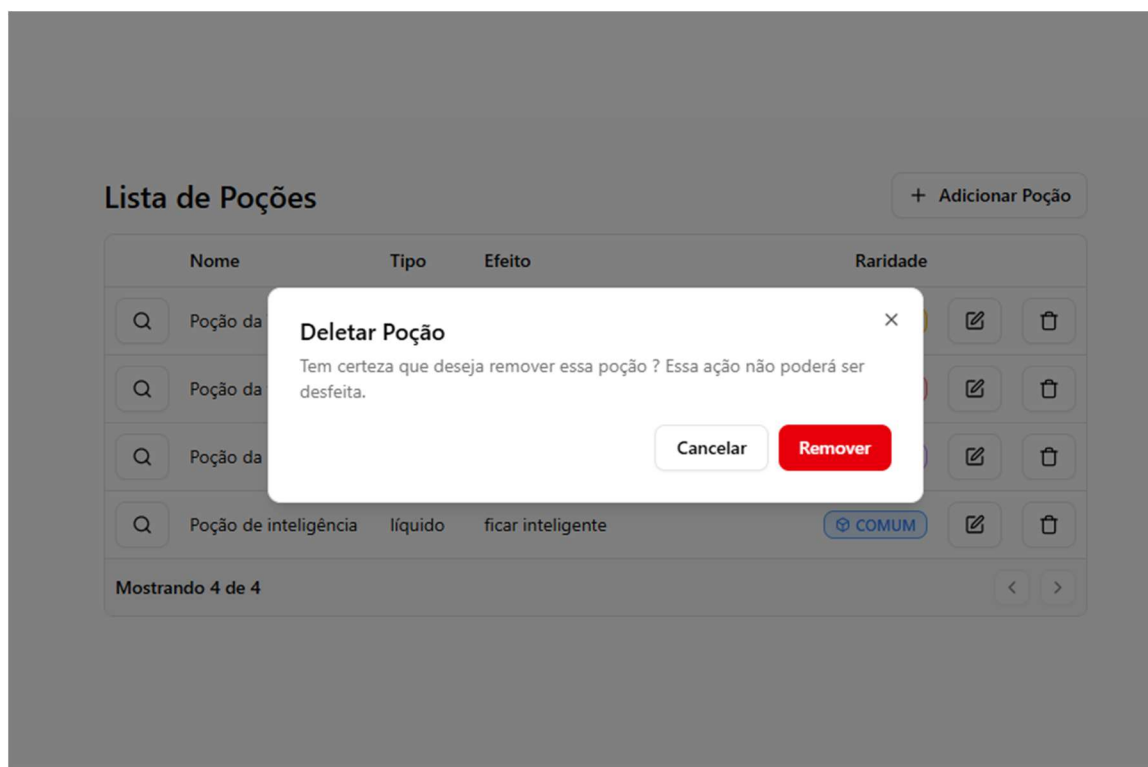 Lista de Poções
+ Adicionar Poção
Nome Tipo Efeito Raridade
Poção da
Deletar Poção
Tem certeza que deseja remover essa poção ? Essa ação não poderá ser
desfeita.
Poção da
Cancelar Remover
Poção da
Poção de inteligência líquido ficar inteligente COMUM
Mostrando 4 de 4